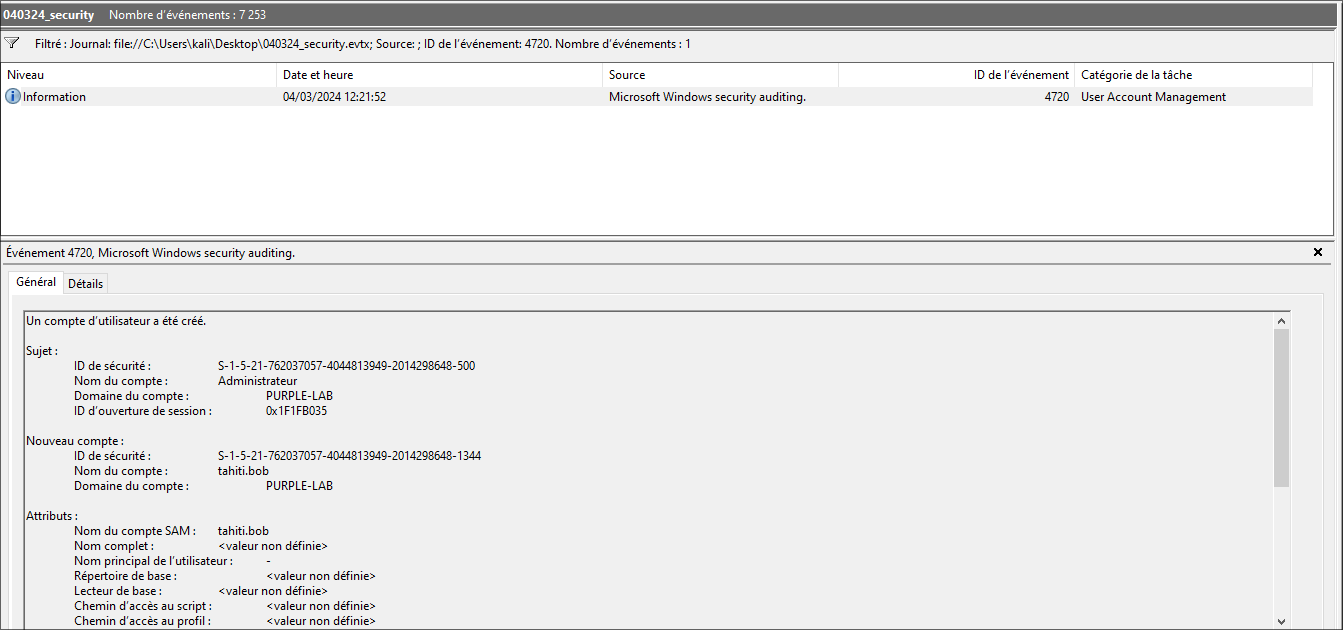 040324_security Nombre d'événements : 7 253
Filtré : Journal: file://C:\Users\kali\Desktop\040324_security.evtx; Source: ; ID de l'événement: 4720. Nombre d'événements : 1
Niveau Date et heure Source ID de l'événement Catégorie de la tâche
Information 04/03/2024 12:21:52 Microsoft Windows security auditing. 4720 User Account Management
Événement 4720, Microsoft Windows security auditing.
Général Détails
Un compte d'utilisateur a été créé.
Sujet :
ID de sécurité : S-1-5-21-762037057-4044813949-2014298648-500
Nom du compte : Administrateur
Domaine du compte : PURPLE-LAB
ID d'ouverture de session : 0x1F1FB035
Nouveau compte :
ID de sécurité : S-1-5-21-762037057-4044813949-2014298648-1344
Nom du compte : tahiti.bob
Domaine du compte : PURPLE-LAB
Attributs :
Nom du compte SAM : tahiti.bob
Nom complet : <valeur non définie>
Nom principal de l'utilisateur : -
Répertoire de base : <valeur non définie>
Lecteur de base : <valeur non définie>
Chemin d'accès au script : <valeur non définie>
Chemin d'accès au profil : <valeur non définie>